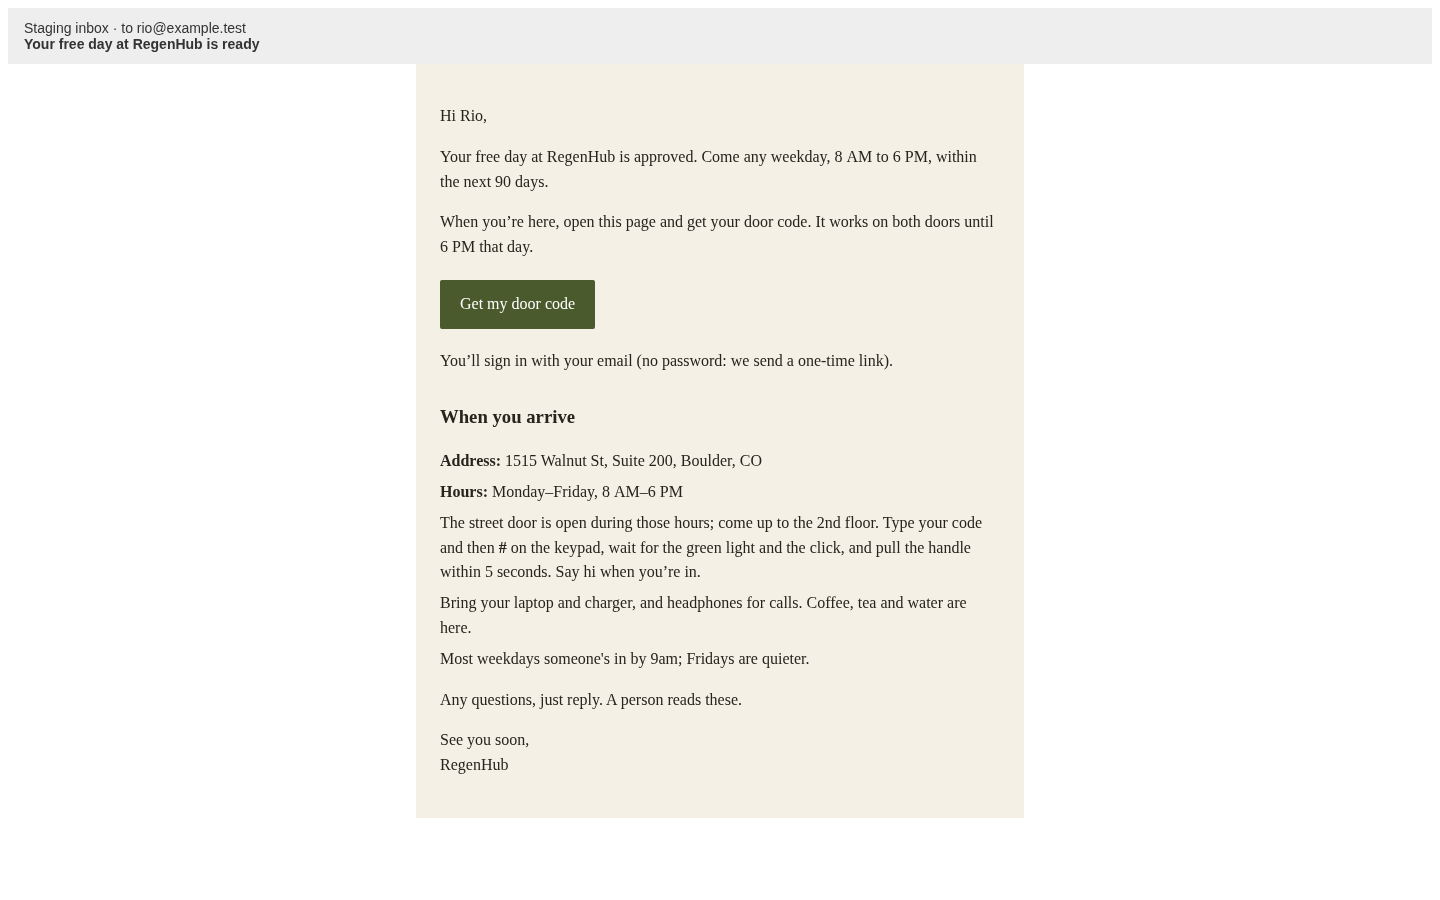 Staging inbox · to rio@example.test
Your free day at RegenHub is ready
Hi Rio,
Your free day at RegenHub is approved. Come any weekday, 8 AM to 6 PM, within
the next 90 days.
When you’re here, open this page and get your door code. It works on both doors until
6 PM that day.
Get my door code
You’ll sign in with your email (no password: we send a one-time link).
When you arrive
Address: 1515 Walnut St, Suite 200, Boulder, CO
Hours: Monday–Friday, 8 AM–6 PM
The street door is open during those hours; come up to the 2nd floor. Type your code
and then # on the keypad, wait for the green light and the click, and pull the handle
within 5 seconds. Say hi when you’re in.
Bring your laptop and charger, and headphones for calls. Coffee, tea and water are
here.
Most weekdays someone's in by 9am; Fridays are quieter.
Any questions, just reply. A person reads these.
See you soon,
RegenHub